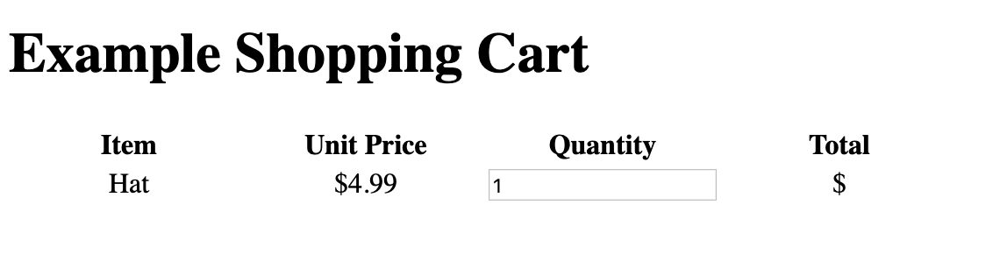 Example Shopping Cart
Item Unit Price Quantity Total
Hat $4.99 1 $